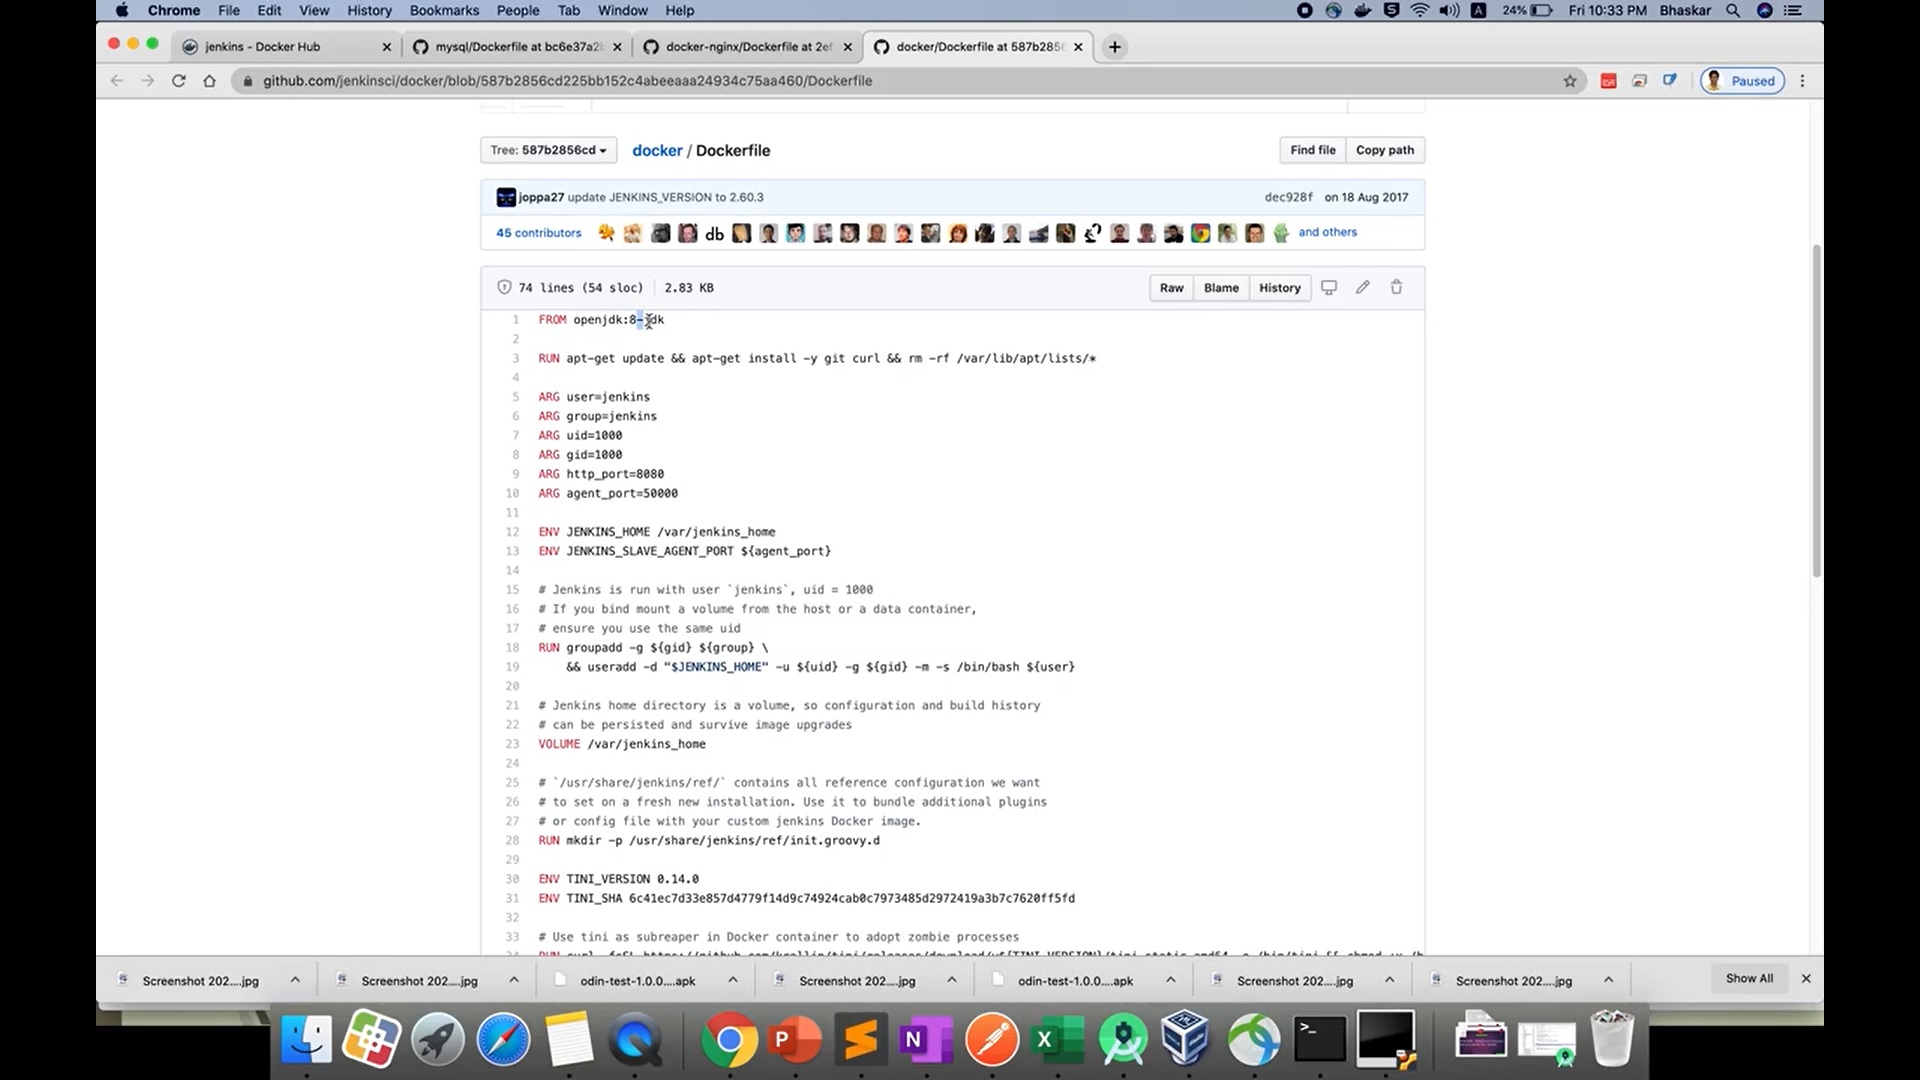 Chrome File Edit View History Bookmarks People Tab Window Help 24% Fri 10:33 PM Bhaskar
jenkins - Docker Hub mysql/Dockerfile at bc6e37a2 docker-nginx/Dockerfile at 2ef docker/Dockerfile at 587b2856
github.com/jenkinsci/docker/blob/587b2856cd225bb152c4abeeaaa24934c75aa460/Dockerfile Paused
Tree: 587b2856cd docker / Dockerfile Find file Copy path
joppa27 update JENKINS_VERSION to 2.60.3 dec928f on 18 Aug 2017
45 contributors db and others
74 lines (54 sloc) 2.83 KB Raw Blame History
1 FROM openjdk:8-jdk
2
3 RUN apt-get update && apt-get install -y git curl && rm -rf /var/lib/apt/lists/*
4
5 ARG user=jenkins
6 ARG group=jenkins
7 ARG uid=1000
8 ARG gid=1000
9 ARG http_port=8080
10 ARG agent_port=50000
11
12 ENV JENKINS_HOME /var/jenkins_home
13 ENV JENKINS_SLAVE_AGENT_PORT ${agent_port}
14
15 # Jenkins is run with user `jenkins`, uid = 1000
16 # If you bind mount a volume from the host or a data container,
17 # ensure you use the same uid
18 RUN groupadd -g ${gid} ${group} \
19 && useradd -d "$JENKINS_HOME" -u ${uid} -g ${gid} -m -s /bin/bash ${user}
20
21 # Jenkins home directory is a volume, so configuration and build history
22 # can be persisted and survive image upgrades
23 VOLUME /var/jenkins_home
24
25 # `/usr/share/jenkins/ref/` contains all reference configuration we want
26 # to set on a fresh new installation. Use it to bundle additional plugins
27 # or config file with your custom jenkins Docker image.
28 RUN mkdir -p /usr/share/jenkins/ref/init.groovy.d
29
30 ENV TINI_VERSION 0.14.0
31 ENV TINI_SHA 6c41ec7d33e857d4779f14d9c74924cab0c7973485d2972419a3b7c7620ff5fd
32
33 # Use tini as subreaper in Docker container to adopt zombie processes
Screenshot 202....jpg Screenshot 202....jpg odin-test-1.0.0....apk Screenshot 202....jpg odin-test-1.0.0....apk Screenshot 202....jpg Screenshot 202....jpg Show All